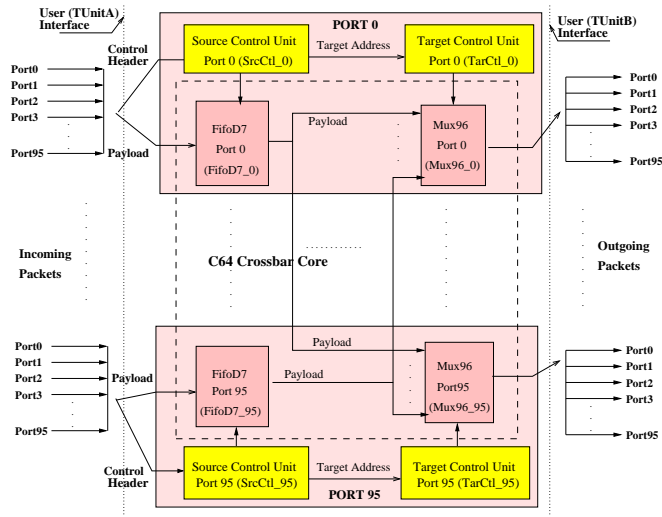 User (TUnitA)
Interface
PORT 0
User (TUnitB)
Interface
Control
Header
Source Control Unit
Port 0 (SrcCtl_0)
Target Address
Target Control Unit
Port 0 (TarCtl_0)
Port0
Port1
Port2
Port3
Port95
Payload
FifoD7
Port 0
(FifoD7_0)
Payload
Mux96
Port 0
(Mux96_0)
Port0
Port1
Port2
Port3
Port95
Incoming
Packets
C64 Crossbar Core
Outgoing
Packets
Port0
Port1
Port2
Port3
Port95
Payload
FifoD7
Port 95
(FifoD7_95)
Payload
Payload
Mux96
Port95
(Mux96_95)
Port0
Port1
Port2
Port3
Port95
Control
Header
Source Control Unit
Port 95 (SrcCtl_95)
Target Address
Target Control Unit
Port 95 (TarCtl_95)
PORT 95